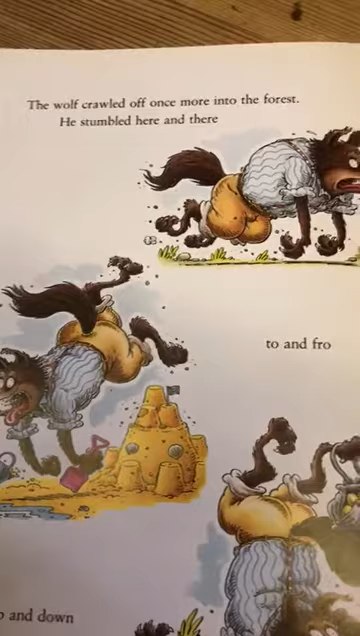 The wolf crawled off once more into the forest.
He stumbled here and there
to and fro
and down